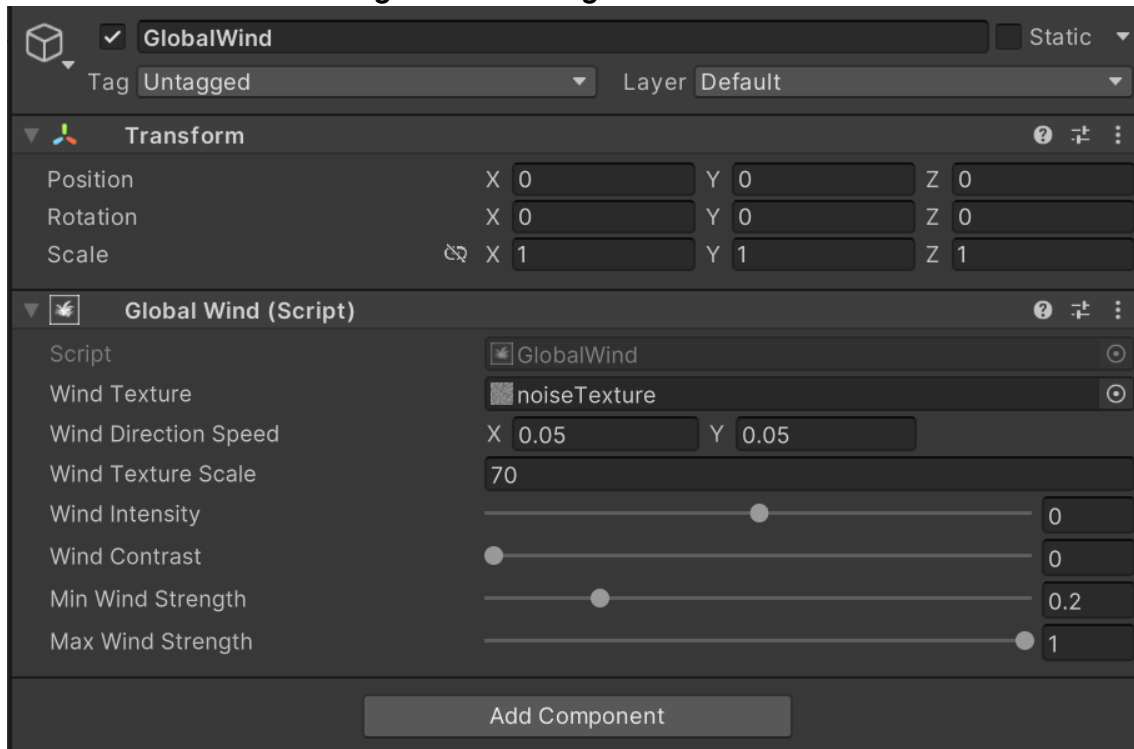 GlobalWind Static
Tag Untagged Layer Default
Transform
Position X 0 Y 0 Z 0
Rotation X 0 Y 0 Z 0
Scale X 1 Y 1 Z 1
Global Wind (Script)
Script GlobalWind
Wind Texture noiseTexture
Wind Direction Speed X 0.05 Y 0.05
Wind Texture Scale 70
Wind Intensity 0
Wind Contrast 0
Min Wind Strength 0.2
Max Wind Strength 1
Add Component